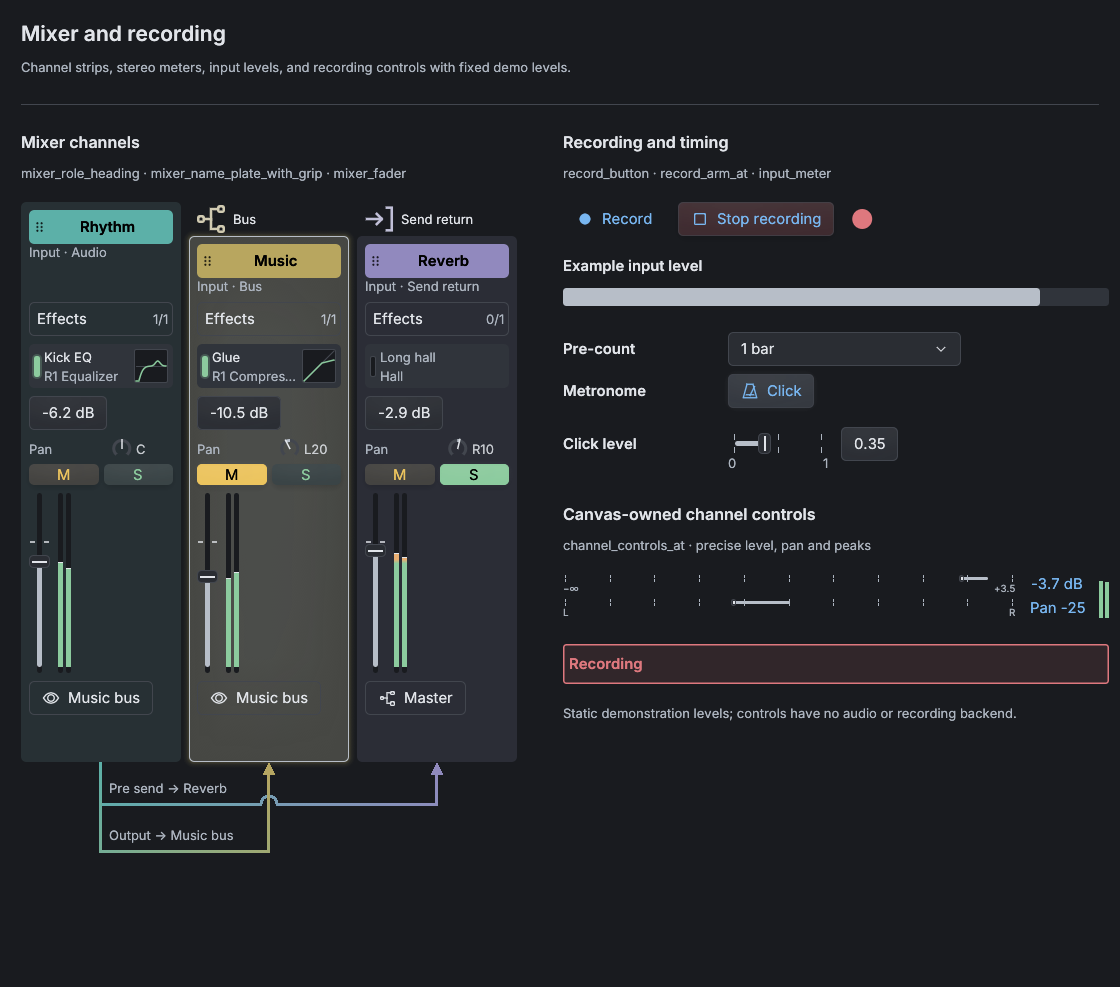 Mixer and recording
Channel strips, stereo meters, input levels, and recording controls with fixed demo levels.
Mixer channels
mixer_role_heading · mixer_name_plate_with_grip · mixer_fader
Rhythm
Input · Audio
Effects 1/1
Kick EQ
R1 Equalizer
-6.2 dB
Pan C
M S
Music bus
Bus
Music
Input · Bus
Effects 1/1
Glue
R1 Compres...
-10.5 dB
Pan L20
M S
Music bus
Send return
Reverb
Input · Send return
Effects 0/1
Long hall
Hall
-2.9 dB
Pan R10
M S
Master
Pre send → Reverb
Output → Music bus
Recording and timing
record_button · record_arm_at · input_meter
Record Stop recording
Example input level
Pre-count 1 bar
Metronome Click
Click level 0 1 0.35
Canvas-owned channel controls
channel_controls_at · precise level, pan and peaks
-∞ +3.5 -3.7 dB
L R Pan -25
Recording
Static demonstration levels; controls have no audio or recording backend.